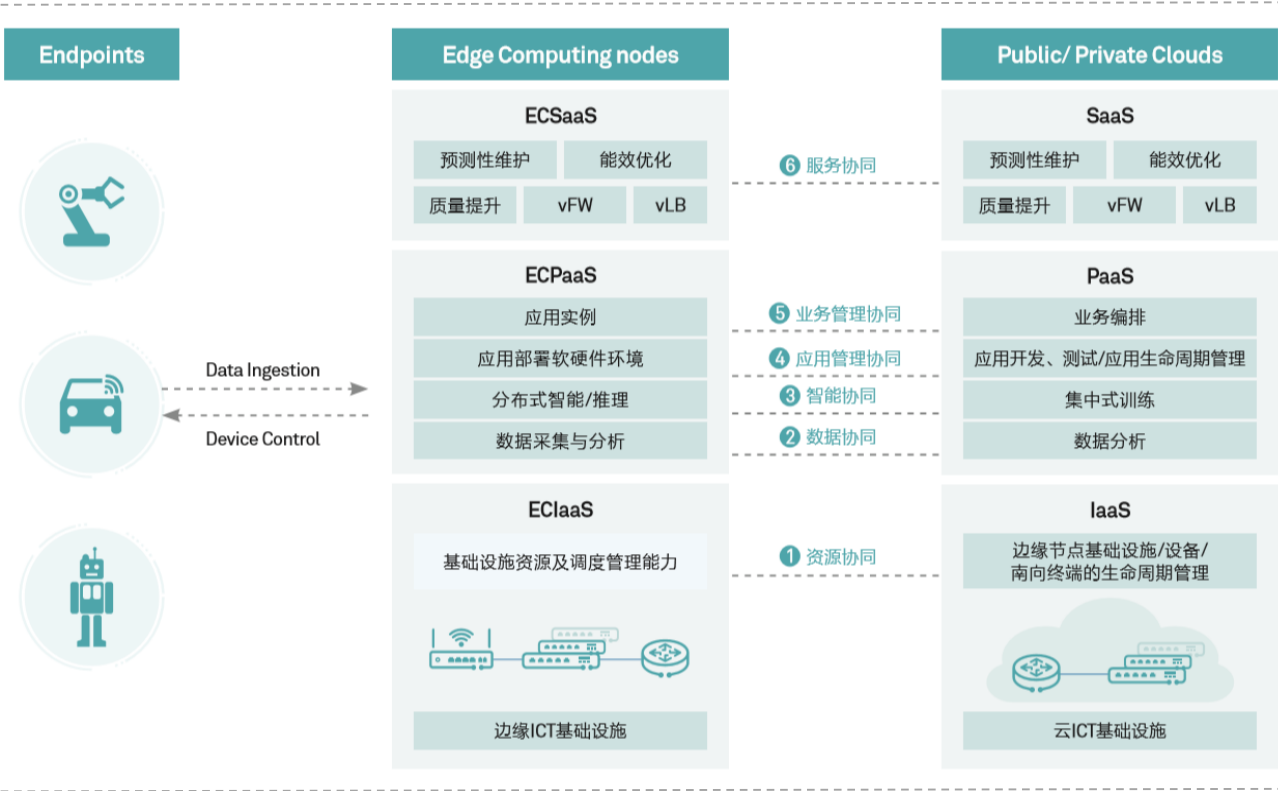 Endpoints
Edge Computing nodes
Public/ Private Clouds
ECSaaS
预测性维护
能效优化
质量提升
vFW
vLB
❻ 服务协同
SaaS
预测性维护
能效优化
质量提升
vFW
vLB
Data Ingestion
Device Control
ECPaaS
应用实例
应用部署软硬件环境
分布式智能/推理
数据采集与分析
❺ 业务管理协同
❹ 应用管理协同
❸ 智能协同
❷ 数据协同
PaaS
业务编排
应用开发、测试/应用生命周期管理
集中式训练
数据分析
ECIaaS
基础设施资源及调度管理能力
边缘ICT基础设施
❶ 资源协同
IaaS
边缘节点基础设施/设备/
南向终端的生命周期管理
云ICT基础设施